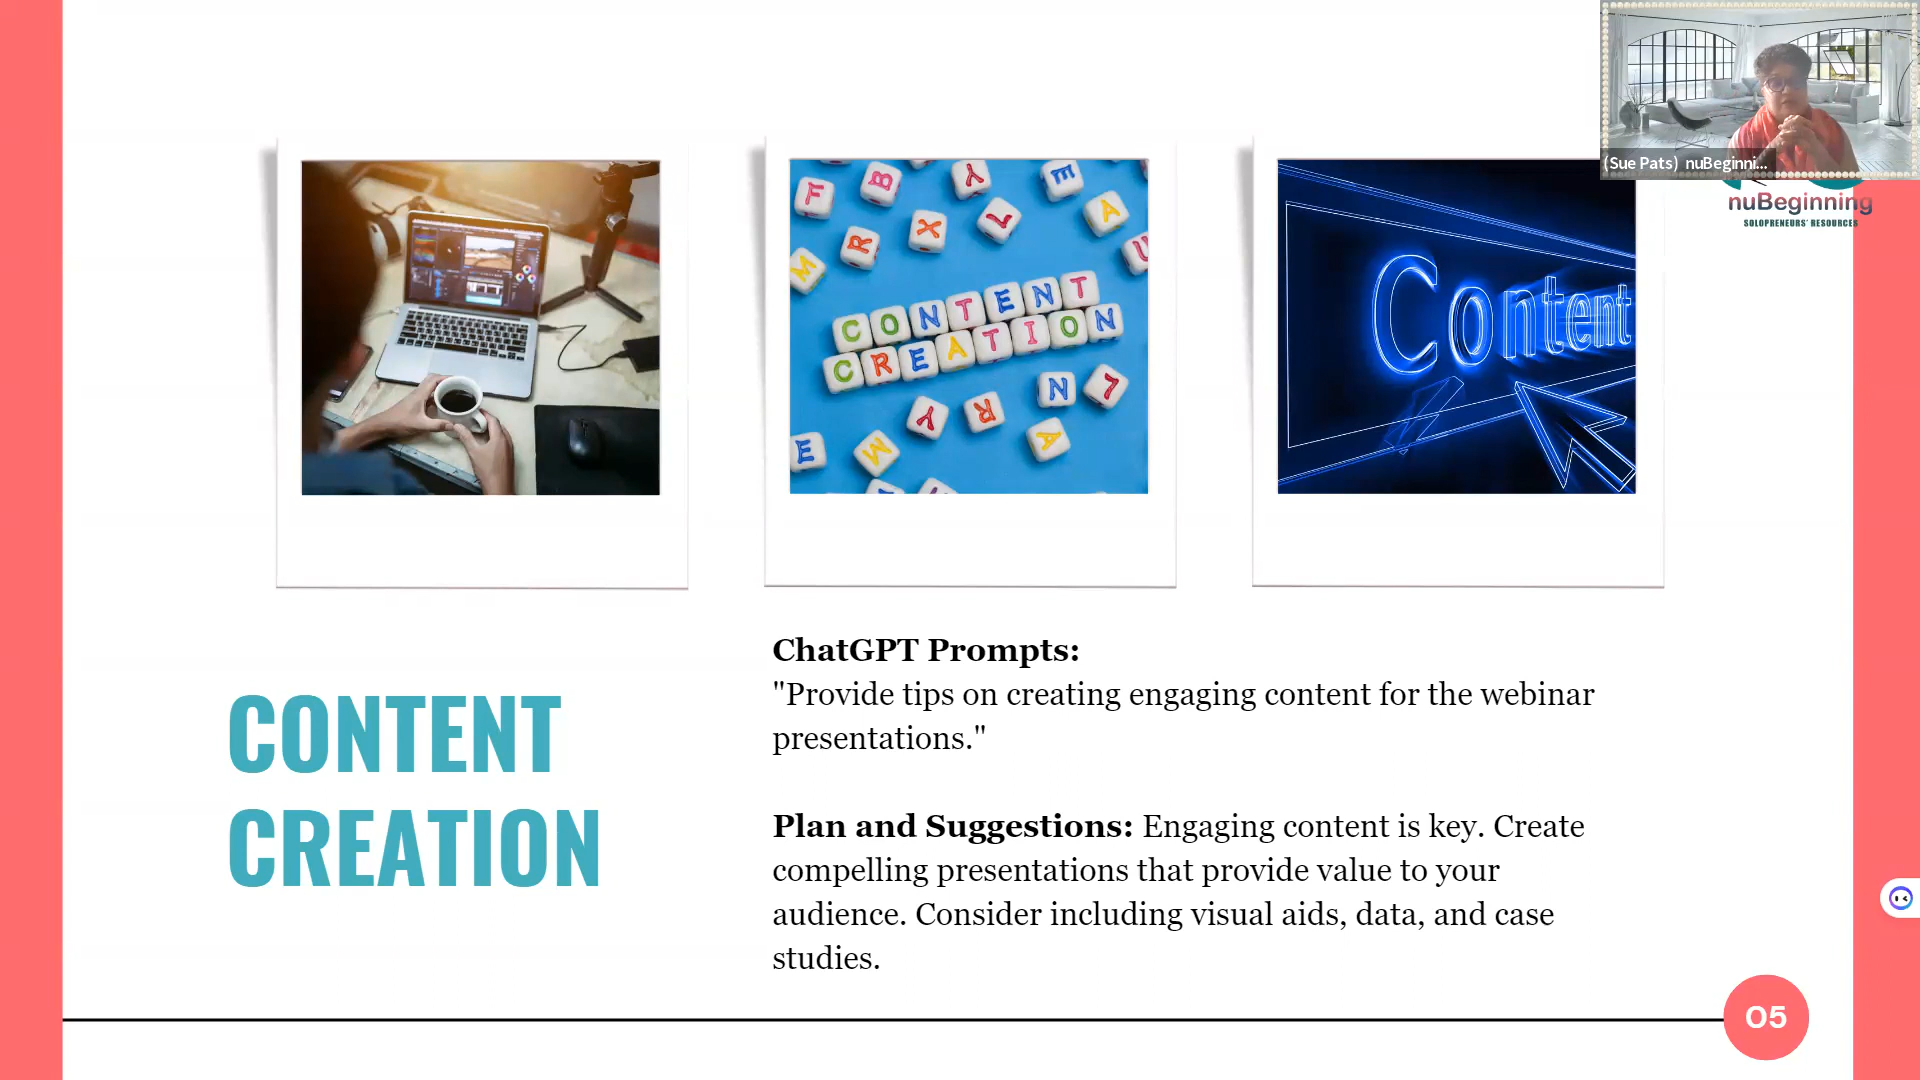 (Sue Pats) nuBeginni...
nuBeginning
SOLOPRENEURS' RESOURCES
F B Y E
M R X L A U
CONTENT
CREATION
N L
Y R A
E M
Content
CONTENT
CREATION
ChatGPT Prompts:
"Provide tips on creating engaging content for the webinar
presentations."
Plan and Suggestions: Engaging content is key. Create
compelling presentations that provide value to your
audience. Consider including visual aids, data, and case
studies.
05